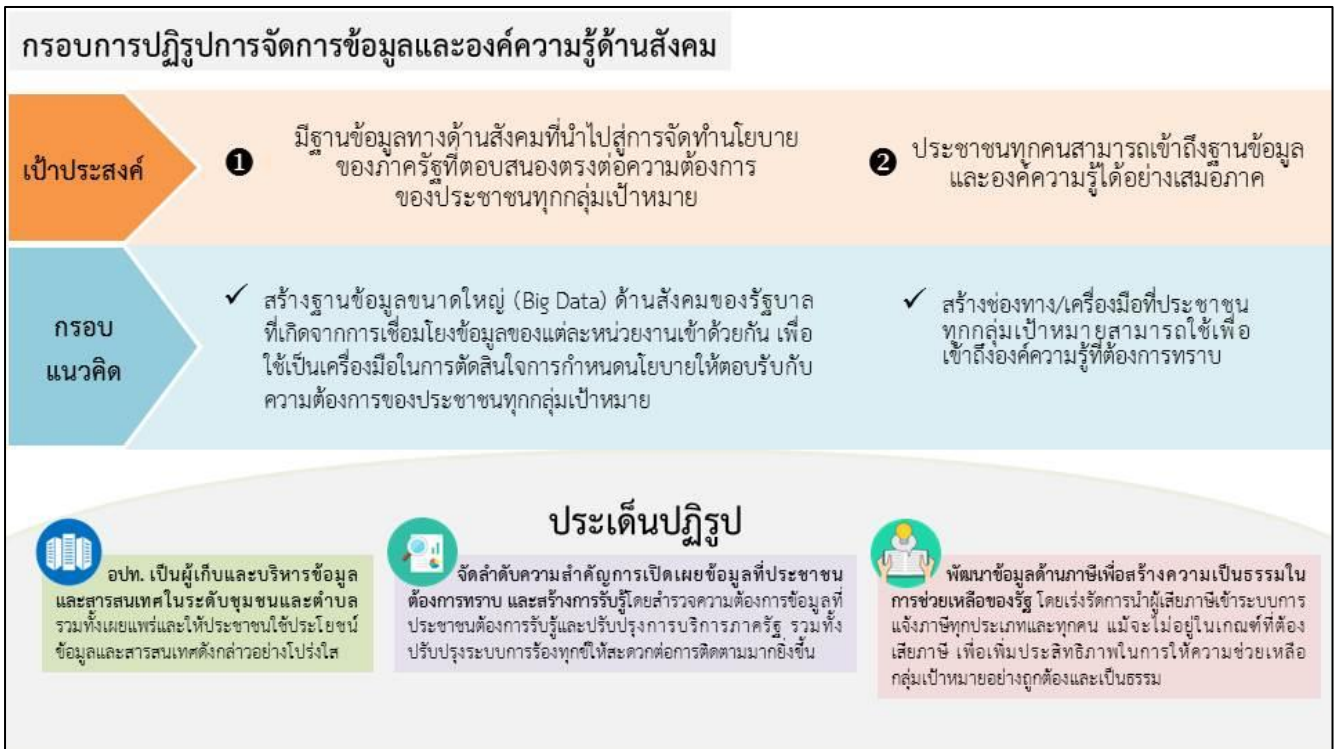 กรอบการปฏิรูปการจัดการข้อมูลและองค์ความรู้ด้านสังคม
เป้าประสงค์
❶
มีฐานข้อมูลทางด้านสังคมที่นำไปสู่การจัดทำนโยบาย
ของภาครัฐที่ตอบสนองตรงต่อความต้องการ
ของประชาชนทุกกลุ่มเป้าหมาย
❷
ประชาชนทุกคนสามารถเข้าถึงฐานข้อมูล
และองค์ความรู้ได้อย่างเสมอภาค
กรอบ
แนวคิด
✓ สร้างฐานข้อมูลขนาดใหญ่ (Big Data) ด้านสังคมของรัฐบาล
ที่เกิดจากการเชื่อมโยงข้อมูลของแต่ละหน่วยงานเข้าด้วยกัน เพื่อ
ใช้เป็นเครื่องมือในการตัดสินใจการกำหนดนโยบายให้ตอบรับกับ
ความต้องการของประชาชนทุกกลุ่มเป้าหมาย
✓ สร้างช่องทาง/เครื่องมือที่ประชาชน
ทุกกลุ่มเป้าหมายสามารถใช้เพื่อ
เข้าถึงองค์ความรู้ที่ต้องการทราบ
ประเด็นปฏิรูป
อปท. เป็นผู้เก็บและบริหารข้อมูล
และสารสนเทศในระดับชุมชนและตำบล
รวมทั้งเผยแพร่และให้ประชาชนใช้ประโยชน์
ข้อมูลและสารสนเทศดังกล่าวอย่างโปร่งใส
จัดลำดับความสำคัญการเปิดเผยข้อมูลที่ประชาชน
ต้องการทราบ และสร้างการรับรู้โดยสำรวจความต้องการข้อมูลที่
ประชาชนต้องการรับรู้และปรับปรุงการบริการภาครัฐ รวมทั้ง
ปรับปรุงระบบการร้องทุกข์ให้สะดวกต่อการติดตามมากยิ่งขึ้น
พัฒนาข้อมูลด้านภาษีเพื่อสร้างความเป็นธรรมใน
การช่วยเหลือของรัฐ โดยเร่งรัดการนำผู้เสียภาษีเข้าระบบการ
แจ้งภาษีทุกประเภทและทุกคน แม้จะไม่อยู่ในเกณฑ์ที่ต้อง
เสียภาษี เพื่อเพิ่มประสิทธิภาพในการให้ความช่วยเหลือ
กลุ่มเป้าหมายอย่างถูกต้องและเป็นธรรม